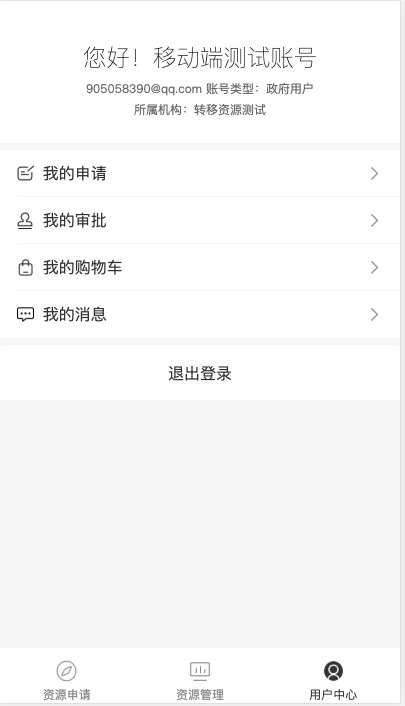 您好！移动端测试账号
905058390@qq.com 账号类型：政府用户
所属机构：转移资源测试
我的申请
我的审批
我的购物车
我的消息
退出登录
资源申请 资源管理 用户中心